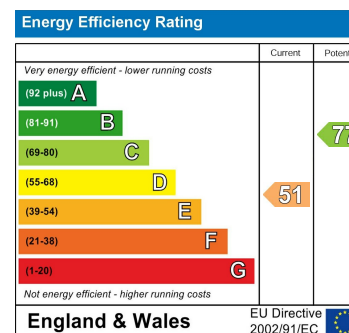 Energy Efficiency Rating
Current Potent
Very energy efficient - lower running costs
(92 plus) A
(81-91) B
(69-80) C
77
(55-68) D
51
(39-54) E
(21-38) F
(1-20) G
Not energy efficient - higher running costs
England & Wales
EU Directive
2002/91/EC